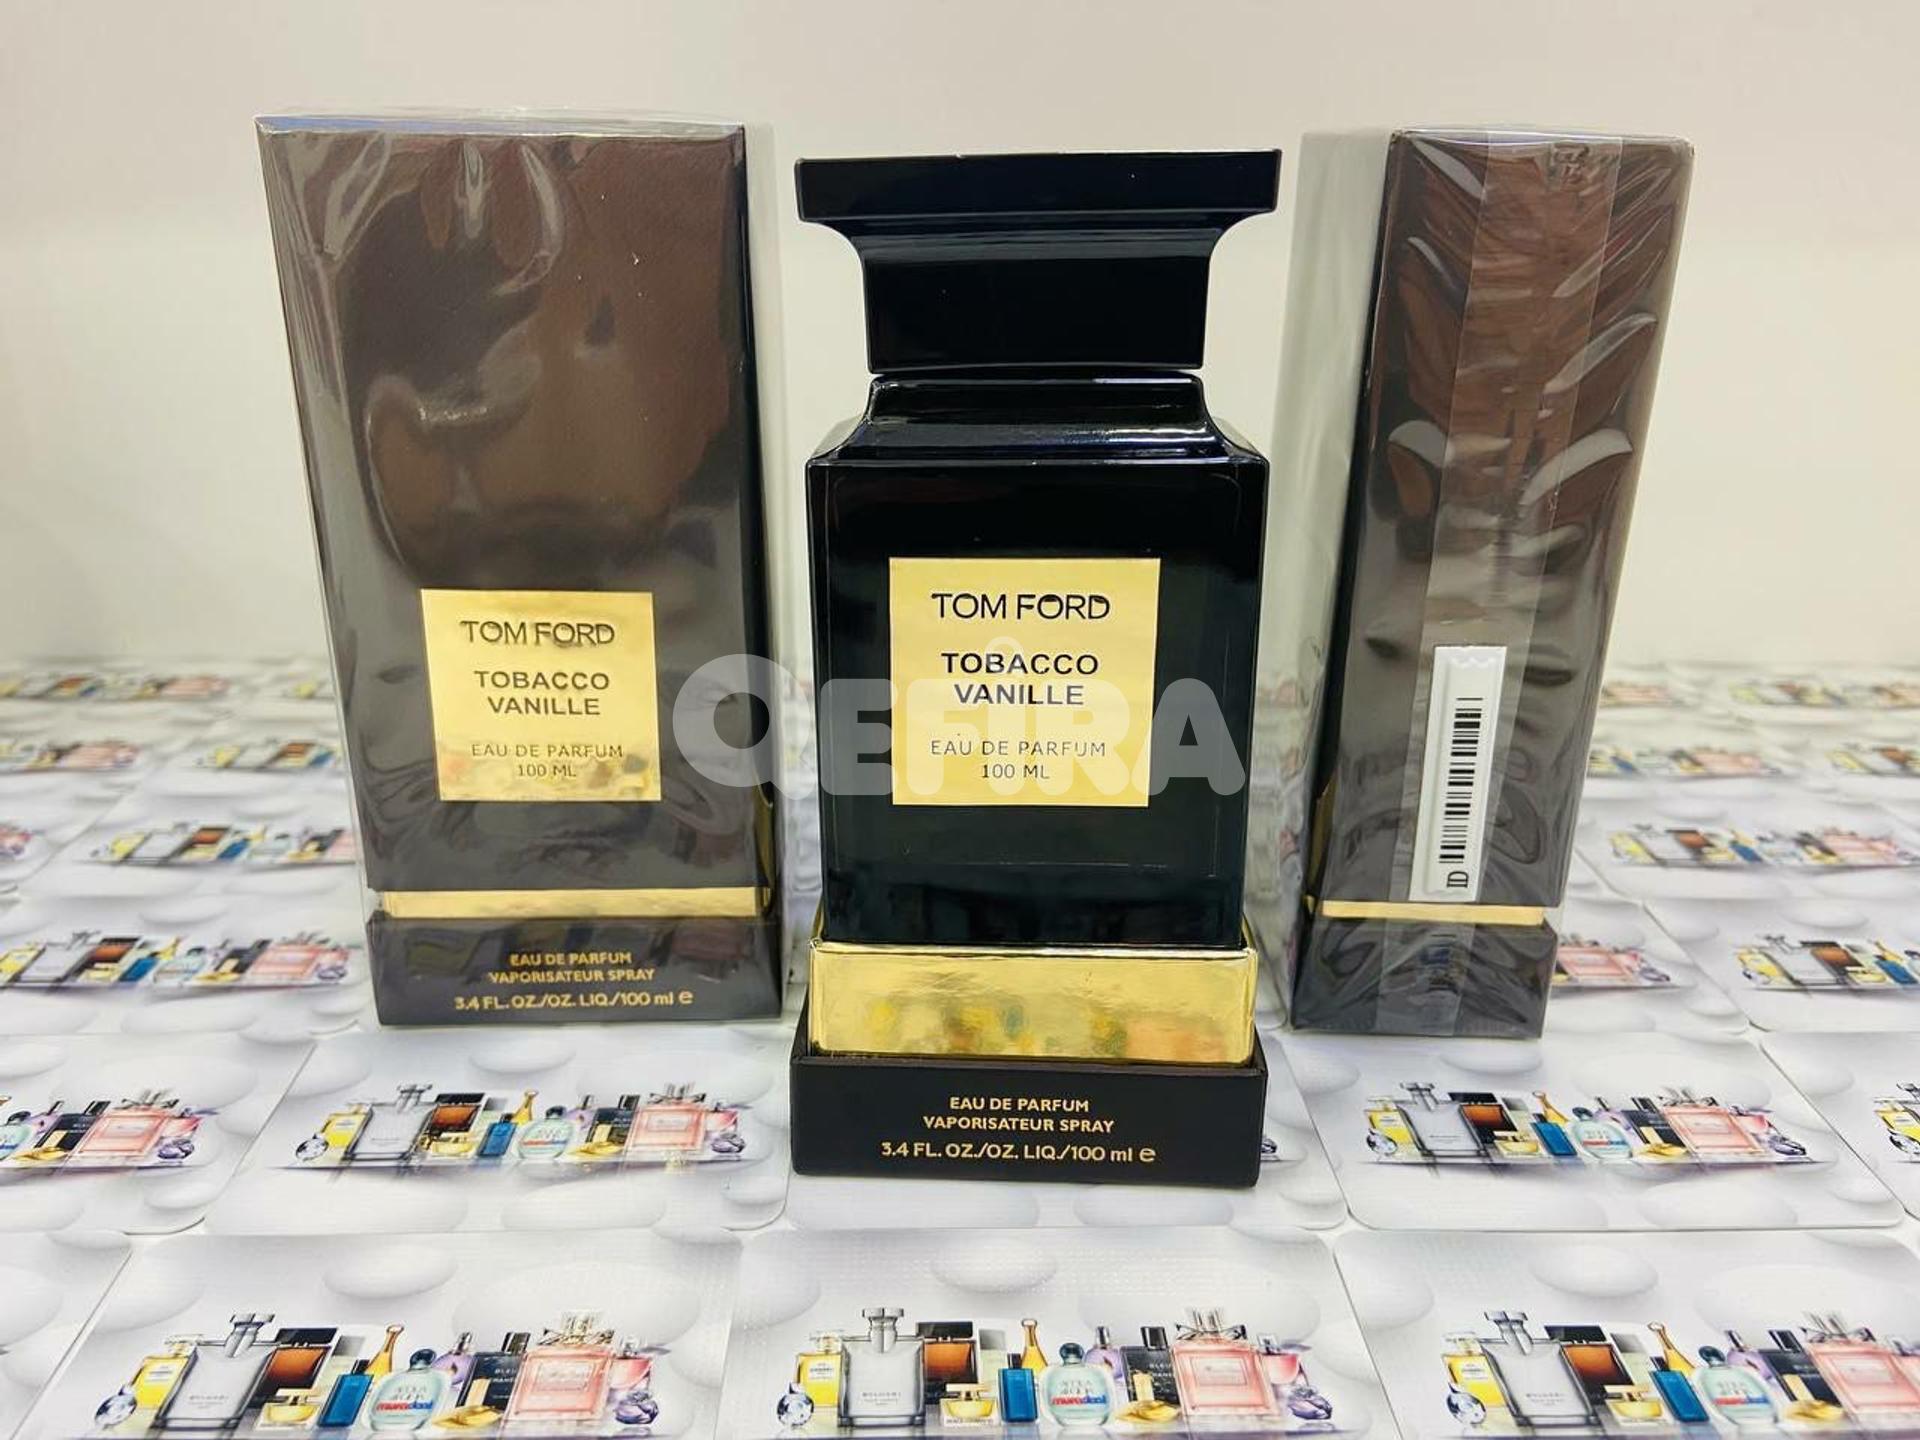 TOM FORD
TOBACCO
VANILLE
EAU DE PARFUM
100 ML
EAU DE PARFUM
VAPORISATEUR SPRAY
3.4 FL. OZ./OZ. LIQ./100 ml e
TOM FORD
TOBACCO
VANILLE
EAU DE PARFUM
100 ML
EAU DE PARFUM
VAPORISATEUR SPRAY
3.4 FL. OZ./OZ. LIQ./100 ml e
ID
QEFIRA